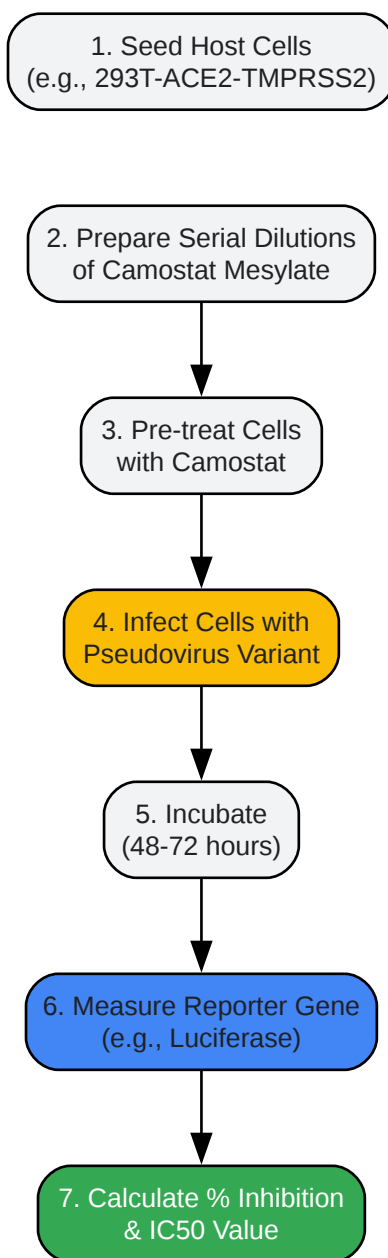 1. Seed Host Cells
(e.g., 293T-ACE2-TMPRSS2)
2. Prepare Serial Dilutions
of Camostat Mesylate
3. Pre-treat Cells
with Camostat
4. Infect Cells with
Pseudovirus Variant
5. Incubate
(48-72 hours)
6. Measure Reporter Gene
(e.g., Luciferase)
7. Calculate % Inhibition
& IC50 Value